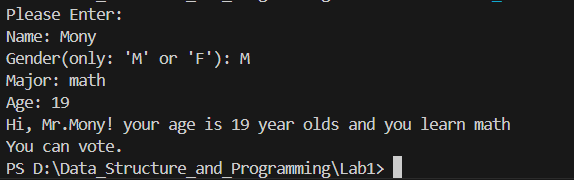 Please Enter:
Name: Mony
Gender(only: 'M' or 'F'): M
Major: math
Age: 19
Hi, Mr.Mony! your age is 19 year olds and you learn math
You can vote.
PS D:\Data_Structure_and_Programming\Lab1>